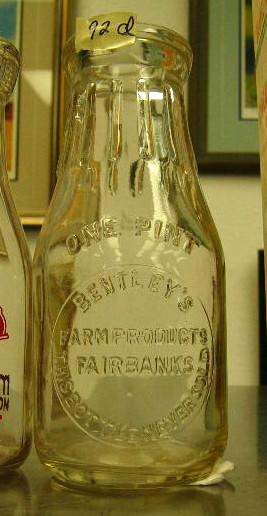 92 d
ONE PINT
BENTLEY'S
FARM PRODUCTS
FAIRBANKS
THIS BOTTLE NEVER SOLD